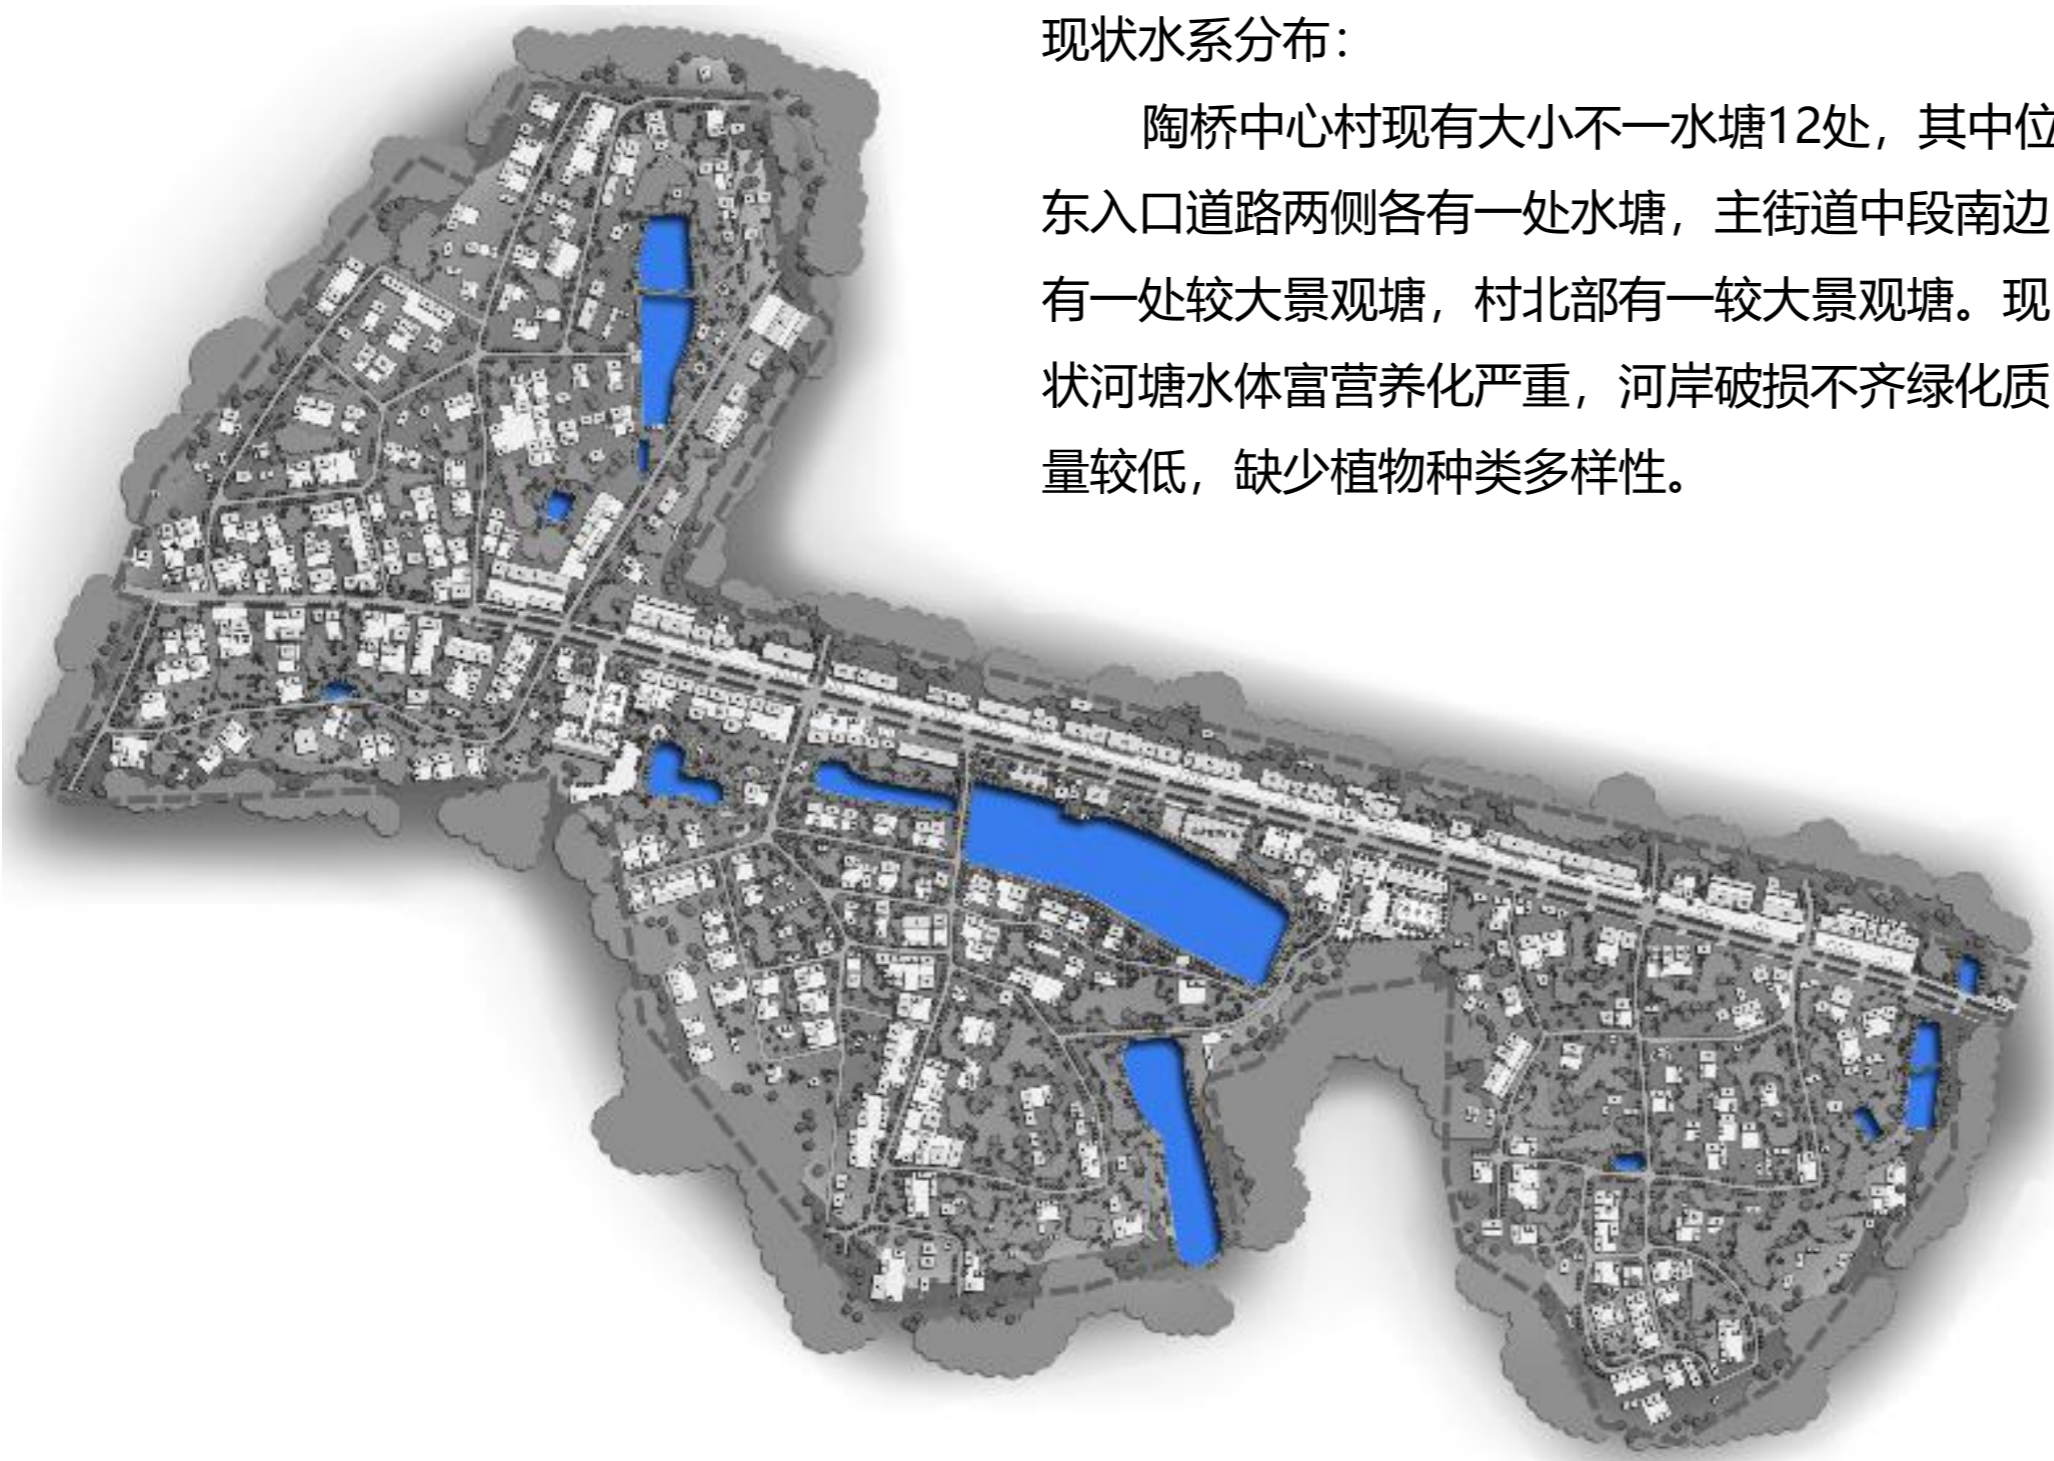 现状水系分布：
陶桥中心村现有大小不一水塘12处，其中位
东入口道路两侧各有一处水塘，主街道中段南边
有一处较大景观塘，村北部有一较大景观塘。现
状河塘水体富营养化严重，河岸破损不齐绿化质
量较低，缺少植物种类多样性。